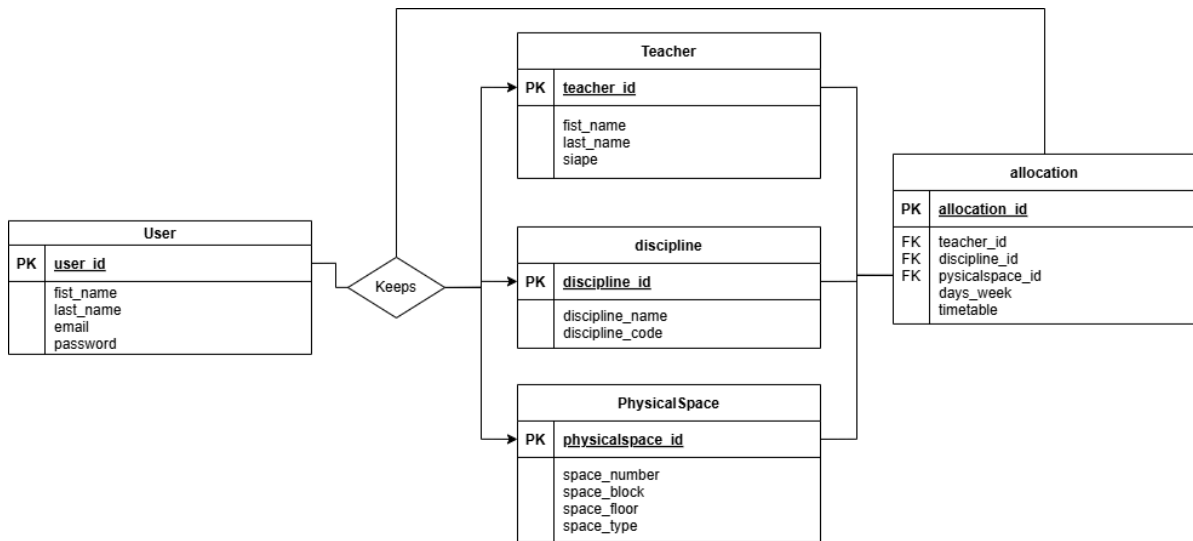 Teacher
PK teacher_id
fist_name
last_name
siape
allocation
PK allocation_id
FK teacher_id
FK discipline_id
FK pysicalspace_id
days_week
timetable
User
PK user_id
fist_name
last_name
email
password
Keeps
discipline
PK discipline_id
discipline_name
discipline_code
PhysicalSpace
PK physicalspace_id
space_number
space_block
space_floor
space_type